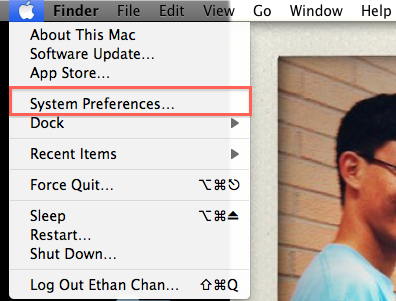 Finder File Edit View Go Window Help
About This Mac
Software Update...
App Store...
System Preferences...
Dock
Recent Items
Force Quit... ⌥⌘⎋
Sleep ⌥⌘⏏
Restart...
Shut Down...
Log Out Ethan Chan... ⇧⌘Q